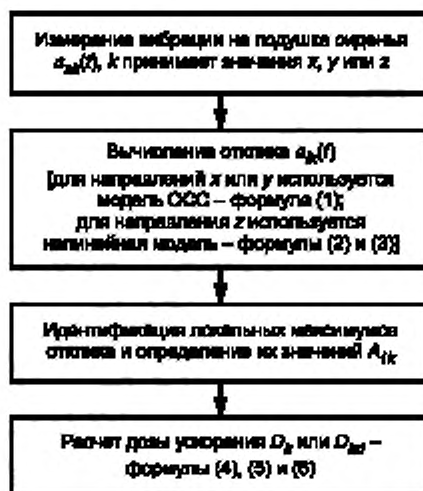 Измерение вибрации на подушке сиденья
a_sk(t), k принимает значения x, y или z
Вычисление отклика a_lk(t)
[для направлений x или y используется
модель ССС – формула (1);
для направления z используется
нелинейная модель – формулы (2) и (3)]
Идентификация локальных максимумов
отклика и определение их значений A_ik
Расчет дозы ускорения D_k или D_kd –
формулы (4), (5) и (6)